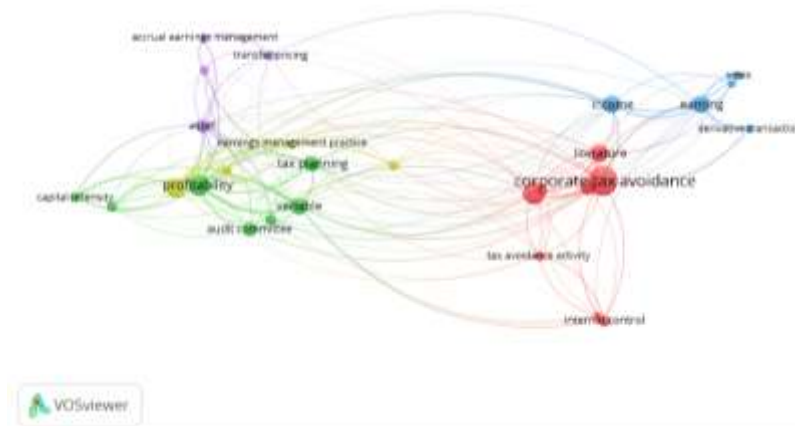 accrual earnings management
transfer pricing
income
earning
asset
derivative transactio
earnings management practice
literature
tax planning
profitability
corporate tax avoidance
capital intensity
variable
audit committee
tax avoidance activity
internal control
VOSviewer